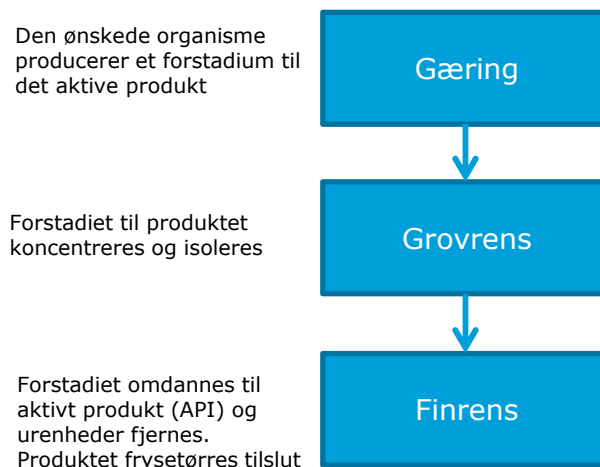 Den ønskede organisme
producerer et forstadium til
det aktive produkt
Gæring
Forstadiet til produktet
koncentreres og isoleres
Grovrens
Forstadiet omdannes til
aktivt produkt (API) og
urenheder fjernes.
Produktet frysetørres tilslut
Finrens